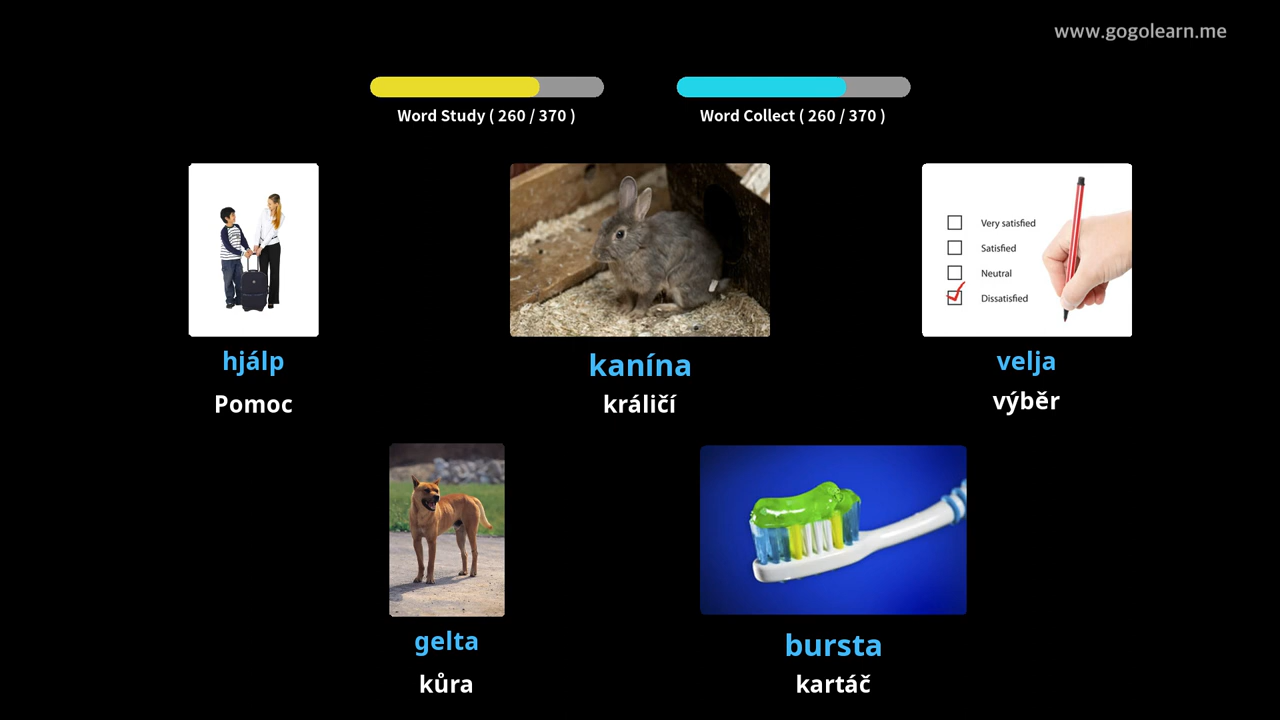 www.gogolearn.me
Word Study ( 260 / 370 )
Word Collect ( 260 / 370 )
Very satisfied
Satisfied
Neutral
Dissatisfied
hjálp
kanína
velja
Pomoc
králičí
výběr
gelta
bursta
kůra
kartáč